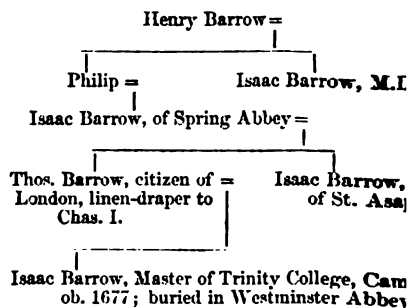 Henry Barrow=
Philip = Isaac Barrow, M.D
Isaac Barrow, of Spring Abbey=
Thos. Barrow, citizen of = Isaac Barrow,
London, linen-draper to of St. Asap
Chas. I.
Isaac Barrow, Master of Trinity College, Cam
ob. 1677; buried in Westminster Abbey